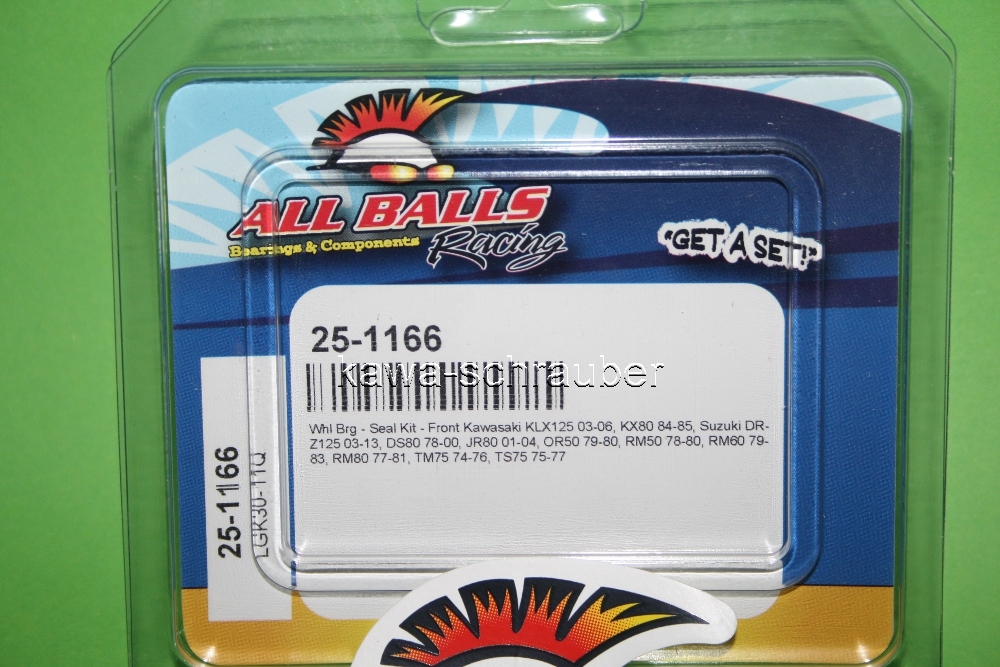 ALL BALLS
Bearings & Components
Racing
"GET A SET!"
25-1166
kawa-schrauber
Whl Brg - Seal Kit - Front Kawasaki KLX125 03-06, KX80 84-85, Suzuki DR-
Z125 03-13, DS80 78-00, JR80 01-04, OR50 79-80, RM50 78-80, RM60 79-
83, RM80 77-81, TM75 74-76, TS75 75-77
25-1166
LGK30-11Q